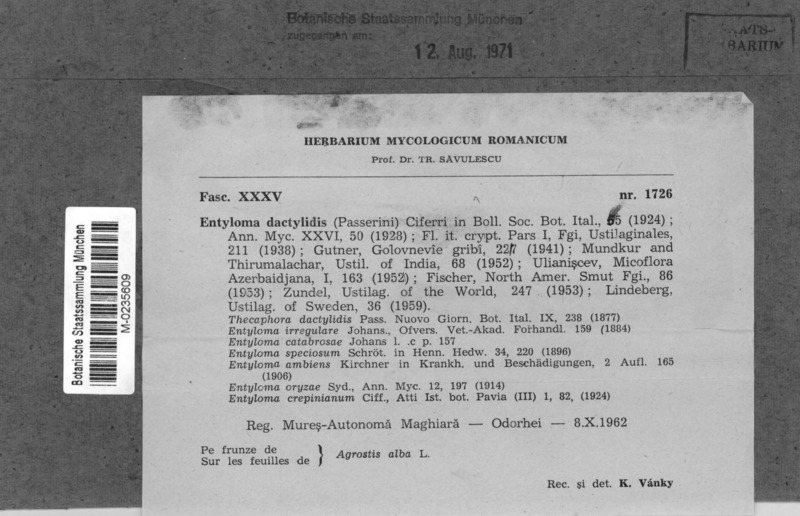 Botanische Staatssammlung München
zugegangen am:
12. Aug. 1971
BARIUM
Botanische Staatssammlung München
M-0235609
HERBARIUM MYCOLOGICUM ROMANICUM
Prof. Dr. TR. SĂVULESCU
Fasc. XXXV nr. 1726
Entyloma dactylidis (Passerini) Ciferri in Boll. Soc. Bot. Ital., 55 (1924) ;
Ann. Myc. XXVI, 50 (1928) ; Fl. it. crypt. Pars I, Fgi, Ustilaginales,
211 (1938) ; Gutner, Golovnevîe gribî, 227 (1941) ; Mundkur and
Thirumalachar, Ustil. of India, 68 (1952) ; Ulianişcev, Micoflora
Azerbaidjana, I, 163 (1952) ; Fischer, North Amer. Smut Fgi., 86
(1953) ; Zundel, Ustilag. of the World, 247 (1953) ; Lindeberg,
Ustilag. of Sweden, 36 (1959).
Thecaphora dactylidis Pass. Nuovo Giorn. Bot. Ital. IX, 238 (1877)
Entyloma irregulare Johans., Ofvers. Vet.-Akad. Forhandl. 159 (1884)
Entyloma catabrosae Johans l. .c p. 157
Entyloma speciosum Schröt. in Henn. Hedw. 34, 220 (1896)
Entyloma ambiens Kirchner in Krankh. und Beschädigungen, 2 Aufl. 165
(1906)
Entyloma oryzae Syd., Ann. Myc. 12, 197 (1914)
Entyloma crepinianum Ciff., Atti Ist. bot. Pavia (III) 1, 82, (1924)
Reg. Mureş-Autonomă Maghiară — Odorhei — 8.X.1962
Pe frunze de
Sur les feuilles de } Agrostis alba L.
Rec. şi det. K. Vánky